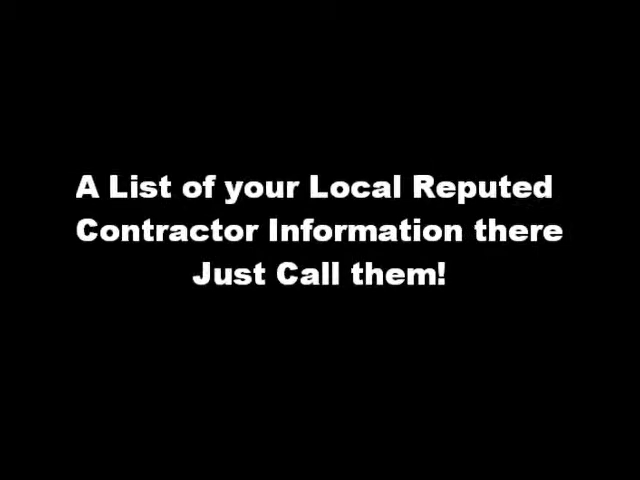 A List of your Local Reputed
Contractor Information there
Just Call them!